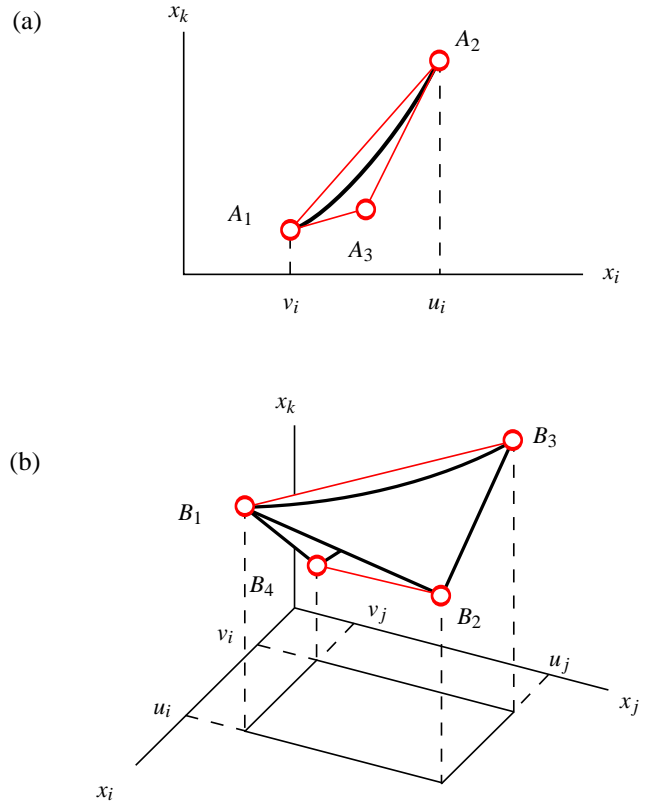 (a)
x_k
A_2
A_1
A_3
x_i
v_i
u_i
x_k
(b)
B_3
B_1
B_4
B_2
v_j
v_i
u_j
u_i
x_j
x_i